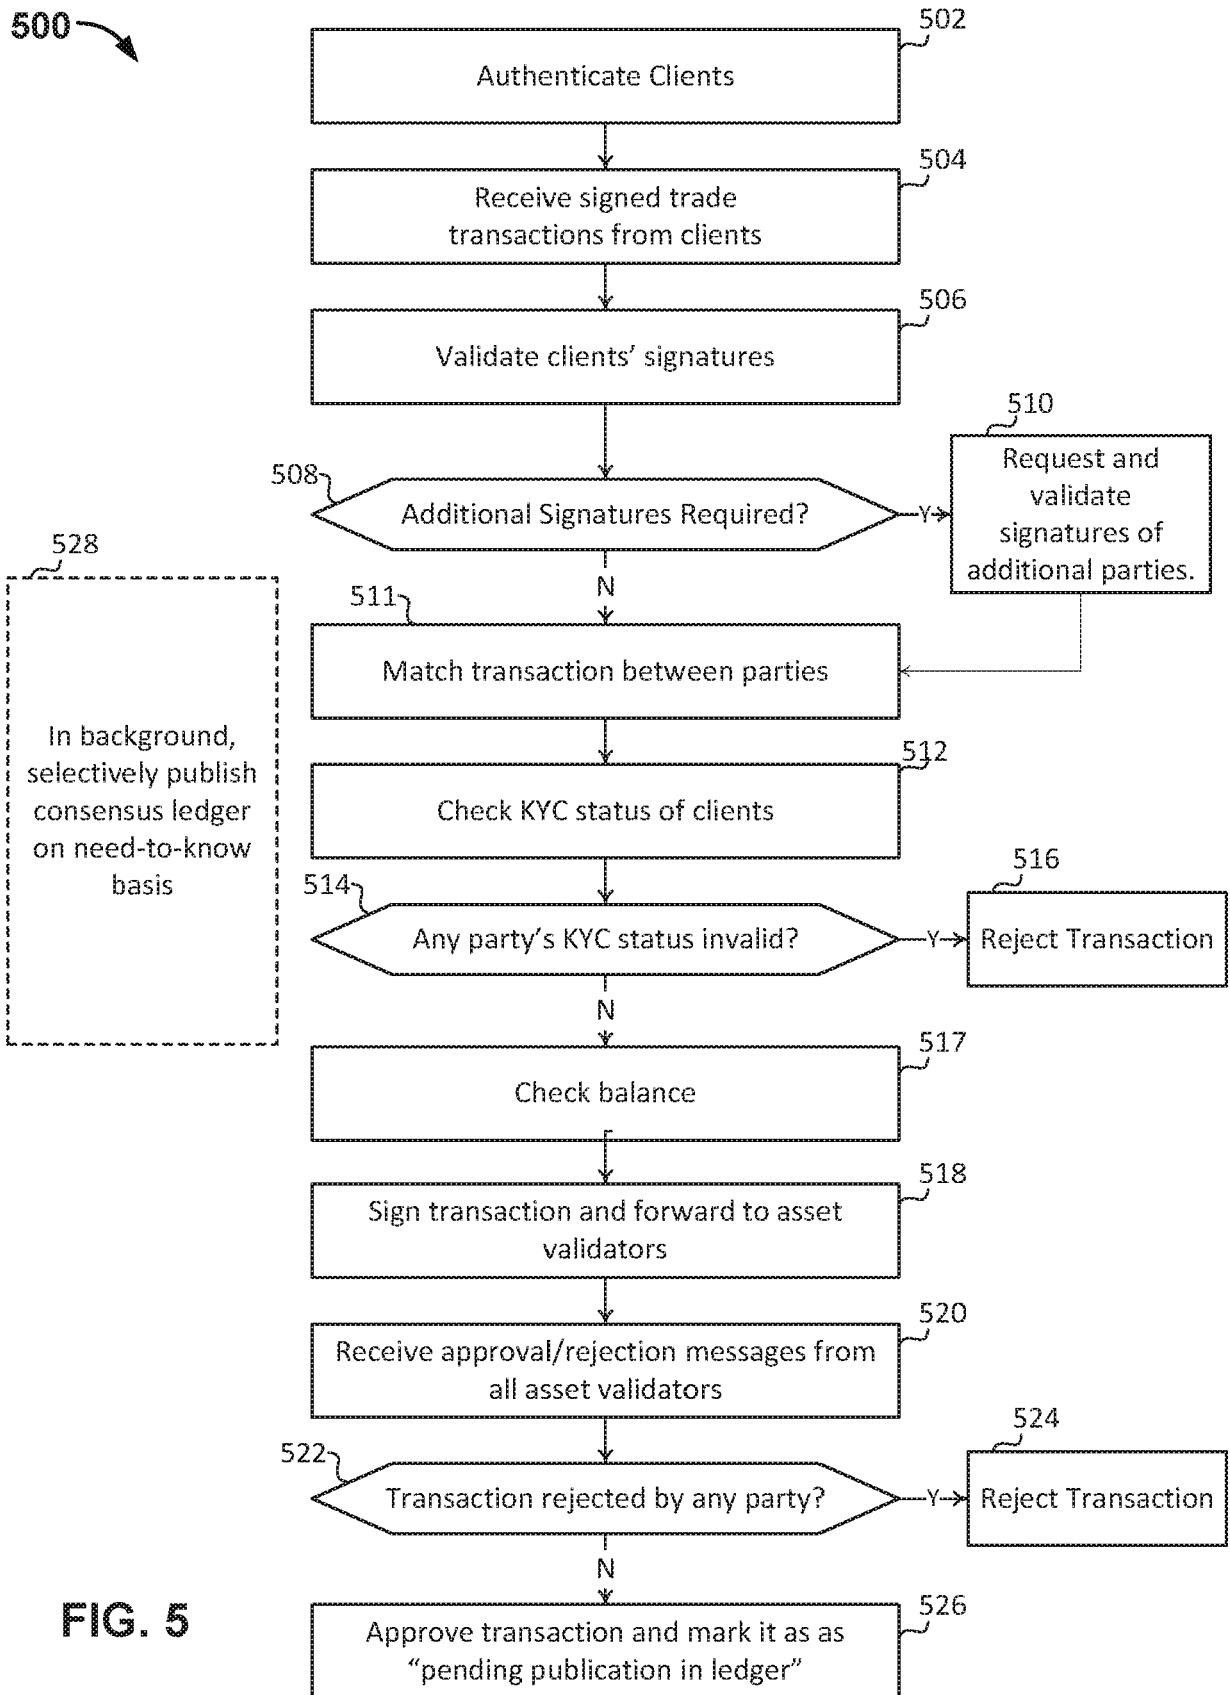 500
502
Authenticate Clients
504
Receive signed trade
transactions from clients
506
Validate clients' signatures
510
Request and
validate
signatures of
additional parties.
508
Additional Signatures Required?
Y
N
528
In background,
selectively publish
consensus ledger
on need-to-know
basis
511
Match transaction between parties
512
Check KYC status of clients
514
Any party's KYC status invalid?
Y
516
Reject Transaction
N
517
Check balance
518
Sign transaction and forward to asset
validators
520
Receive approval/rejection messages from
all asset validators
522
Transaction rejected by any party?
Y
524
Reject Transaction
N
526
Approve transaction and mark it as as
"pending publication in ledger"
FIG. 5